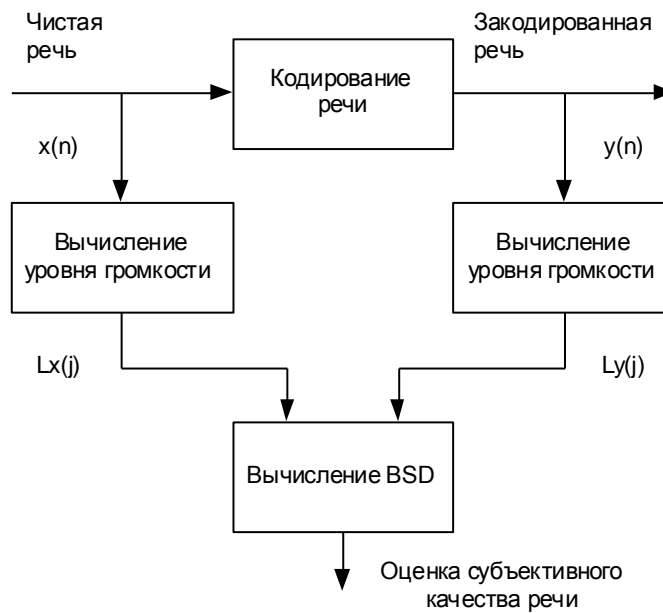 Чистая
речь
Закодированная
речь
Кодирование
речи
x(n)
y(n)
Вычисление
уровня громкости
Вычисление
уровня громкости
Lx(j)
Ly(j)
Вычисление BSD
Оценка субъективного
качества речи